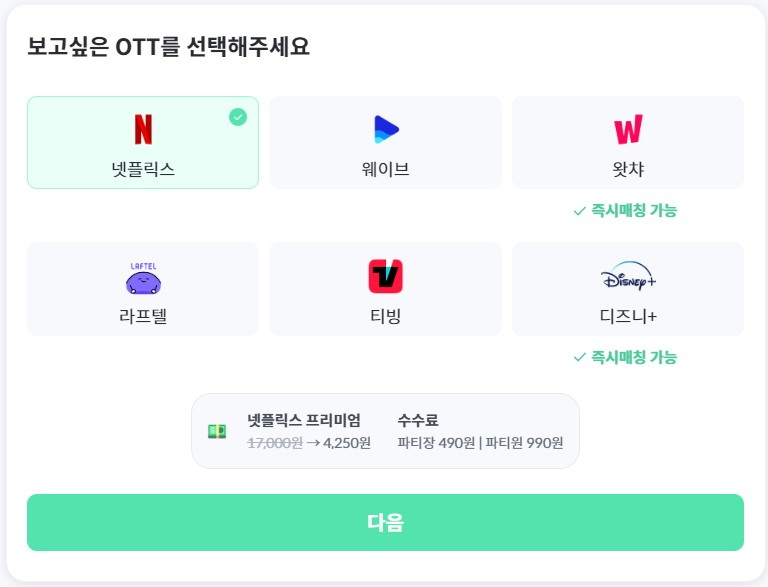 보고싶은 OTT를 선택해주세요
N
넷플릭스
웨이브
W
왓챠
즉시매칭 가능
LAFTEL
라프텔
TV
티빙
Disney+
디즈니+
즉시매칭 가능
넷플릭스 프리미엄
수수료
17,000원 → 4,250원
파티장 490원 | 파티원 990원
다음